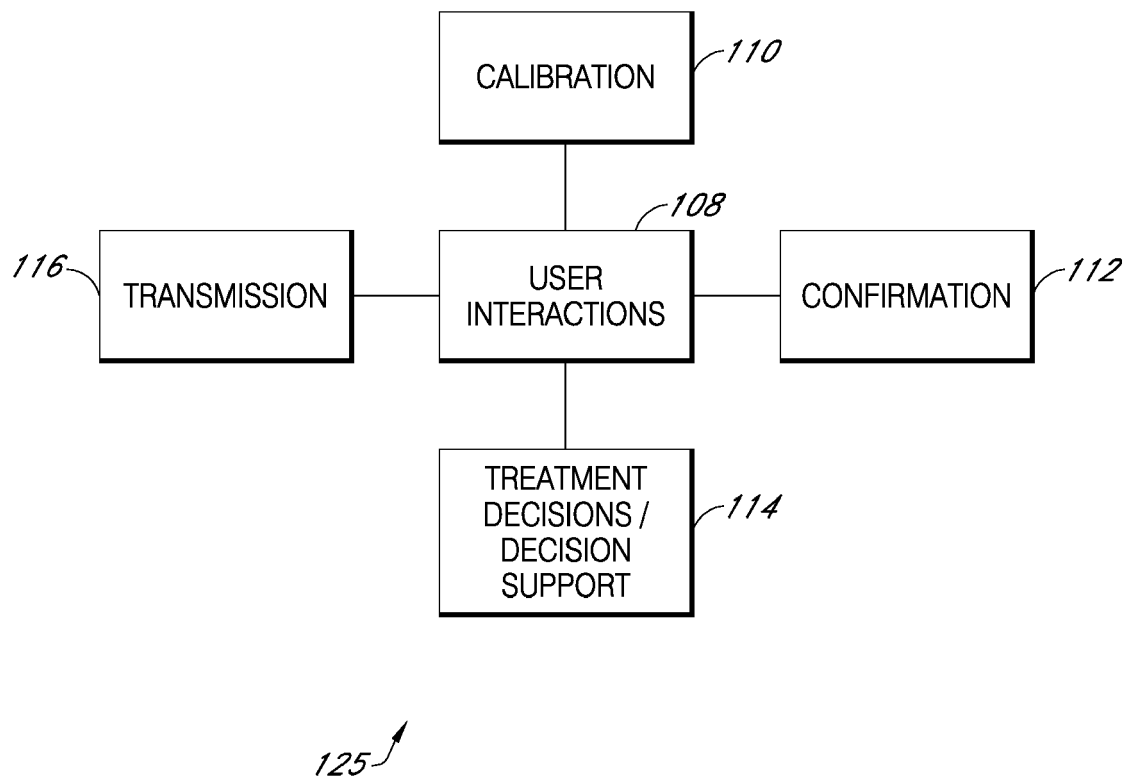 CALIBRATION
110
108
116
TRANSMISSION
USER
INTERACTIONS
CONFIRMATION
112
TREATMENT
DECISIONS /
DECISION
SUPPORT
114
125